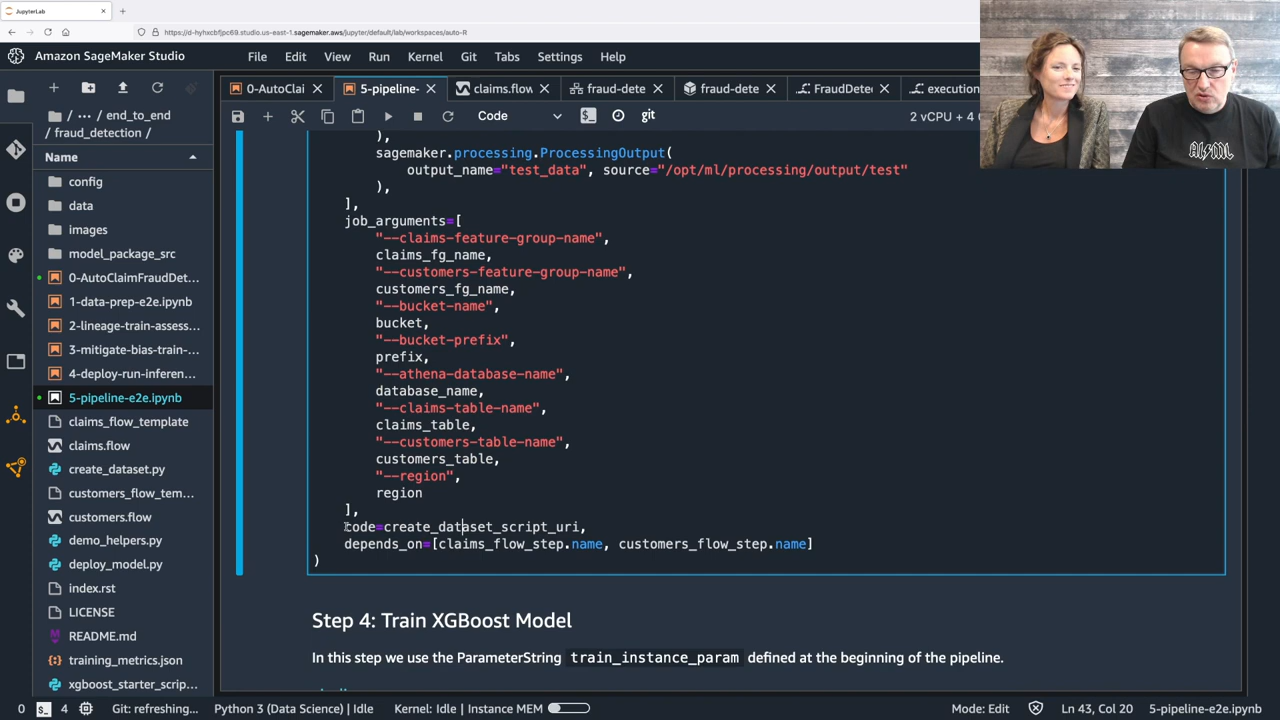 JupyterLab
https://d-hyhxcbfjpc69.studio.us-east-1.sagemaker.aws/jupyter/default/lab/workspaces/auto-R
Amazon SageMaker Studio
File Edit View Run Kernel Git Tabs Settings Help
0-AutoClai
5-pipeline-
claims.flow
fraud-dete
fraud-dete
FraudDete
execution
/ ... / end_to_end
/ fraud_detection /
Code
git
2 vCPU + 4
Name
config
data
images
model_package_src
0-AutoClaimFraudDet...
1-data-prep-e2e.ipynb
2-lineage-train-assess...
3-mitigate-bias-train-...
4-deploy-run-inferen...
5-pipeline-e2e.ipynb
claims_flow_template
claims.flow
create_dataset.py
customers_flow_tem...
customers.flow
demo_helpers.py
deploy_model.py
index.rst
LICENSE
README.md
training_metrics.json
xgboost_starter_scrip...
),
sagemaker.processing.ProcessingOutput(
output_name="test_data", source="/opt/ml/processing/output/test"
),
],
job_arguments=[
"--claims-feature-group-name",
claims_fg_name,
"--customers-feature-group-name",
customers_fg_name,
"--bucket-name",
bucket,
"--bucket-prefix",
prefix,
"--athena-database-name",
database_name,
"--claims-table-name",
claims_table,
"--customers-table-name",
customers_table,
"--region",
region
],
code=create_dataset_script_uri,
depends_on=[claims_flow_step.name, customers_flow_step.name]
)
Step 4: Train XGBoost Model
In this step we use the ParameterString train_instance_param defined at the beginning of the pipeline.
AI/ML
0 4 Git: refreshing... Python 3 (Data Science) | Idle Kernel: Idle | Instance MEM Mode: Edit Ln 43, Col 20 5-pipeline-e2e.ipynb